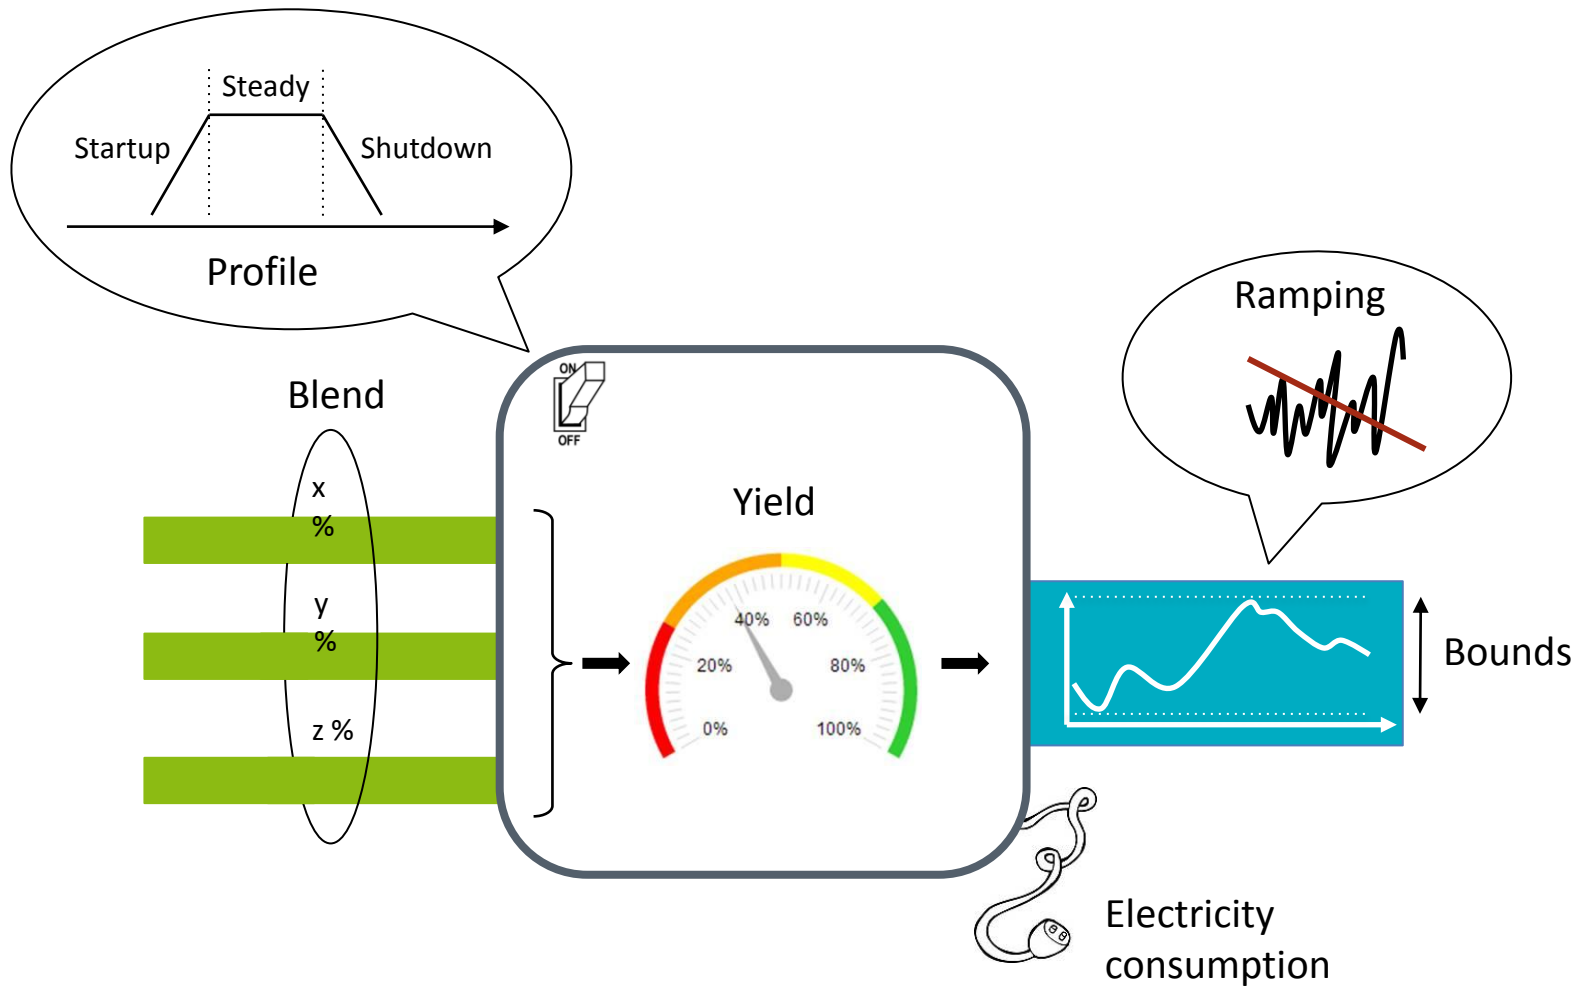 Steady
Startup
Shutdown
Profile
Ramping
Blend
ON
OFF
x
%
y
%
z %
Yield
40%
60%
20%
80%
0%
100%
Bounds
Electricity
consumption